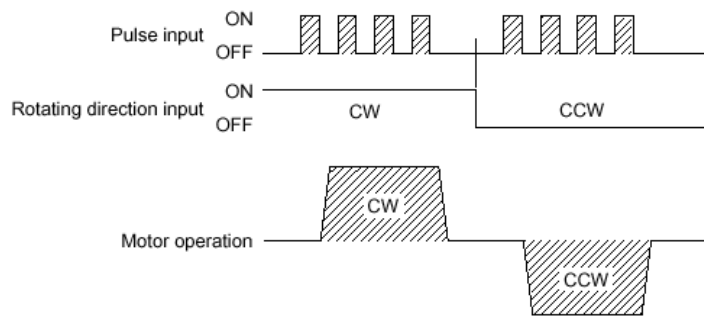 ON
Pulse input
OFF
ON
Rotating direction input
CW
CCW
OFF
CW
Motor operation
CCW